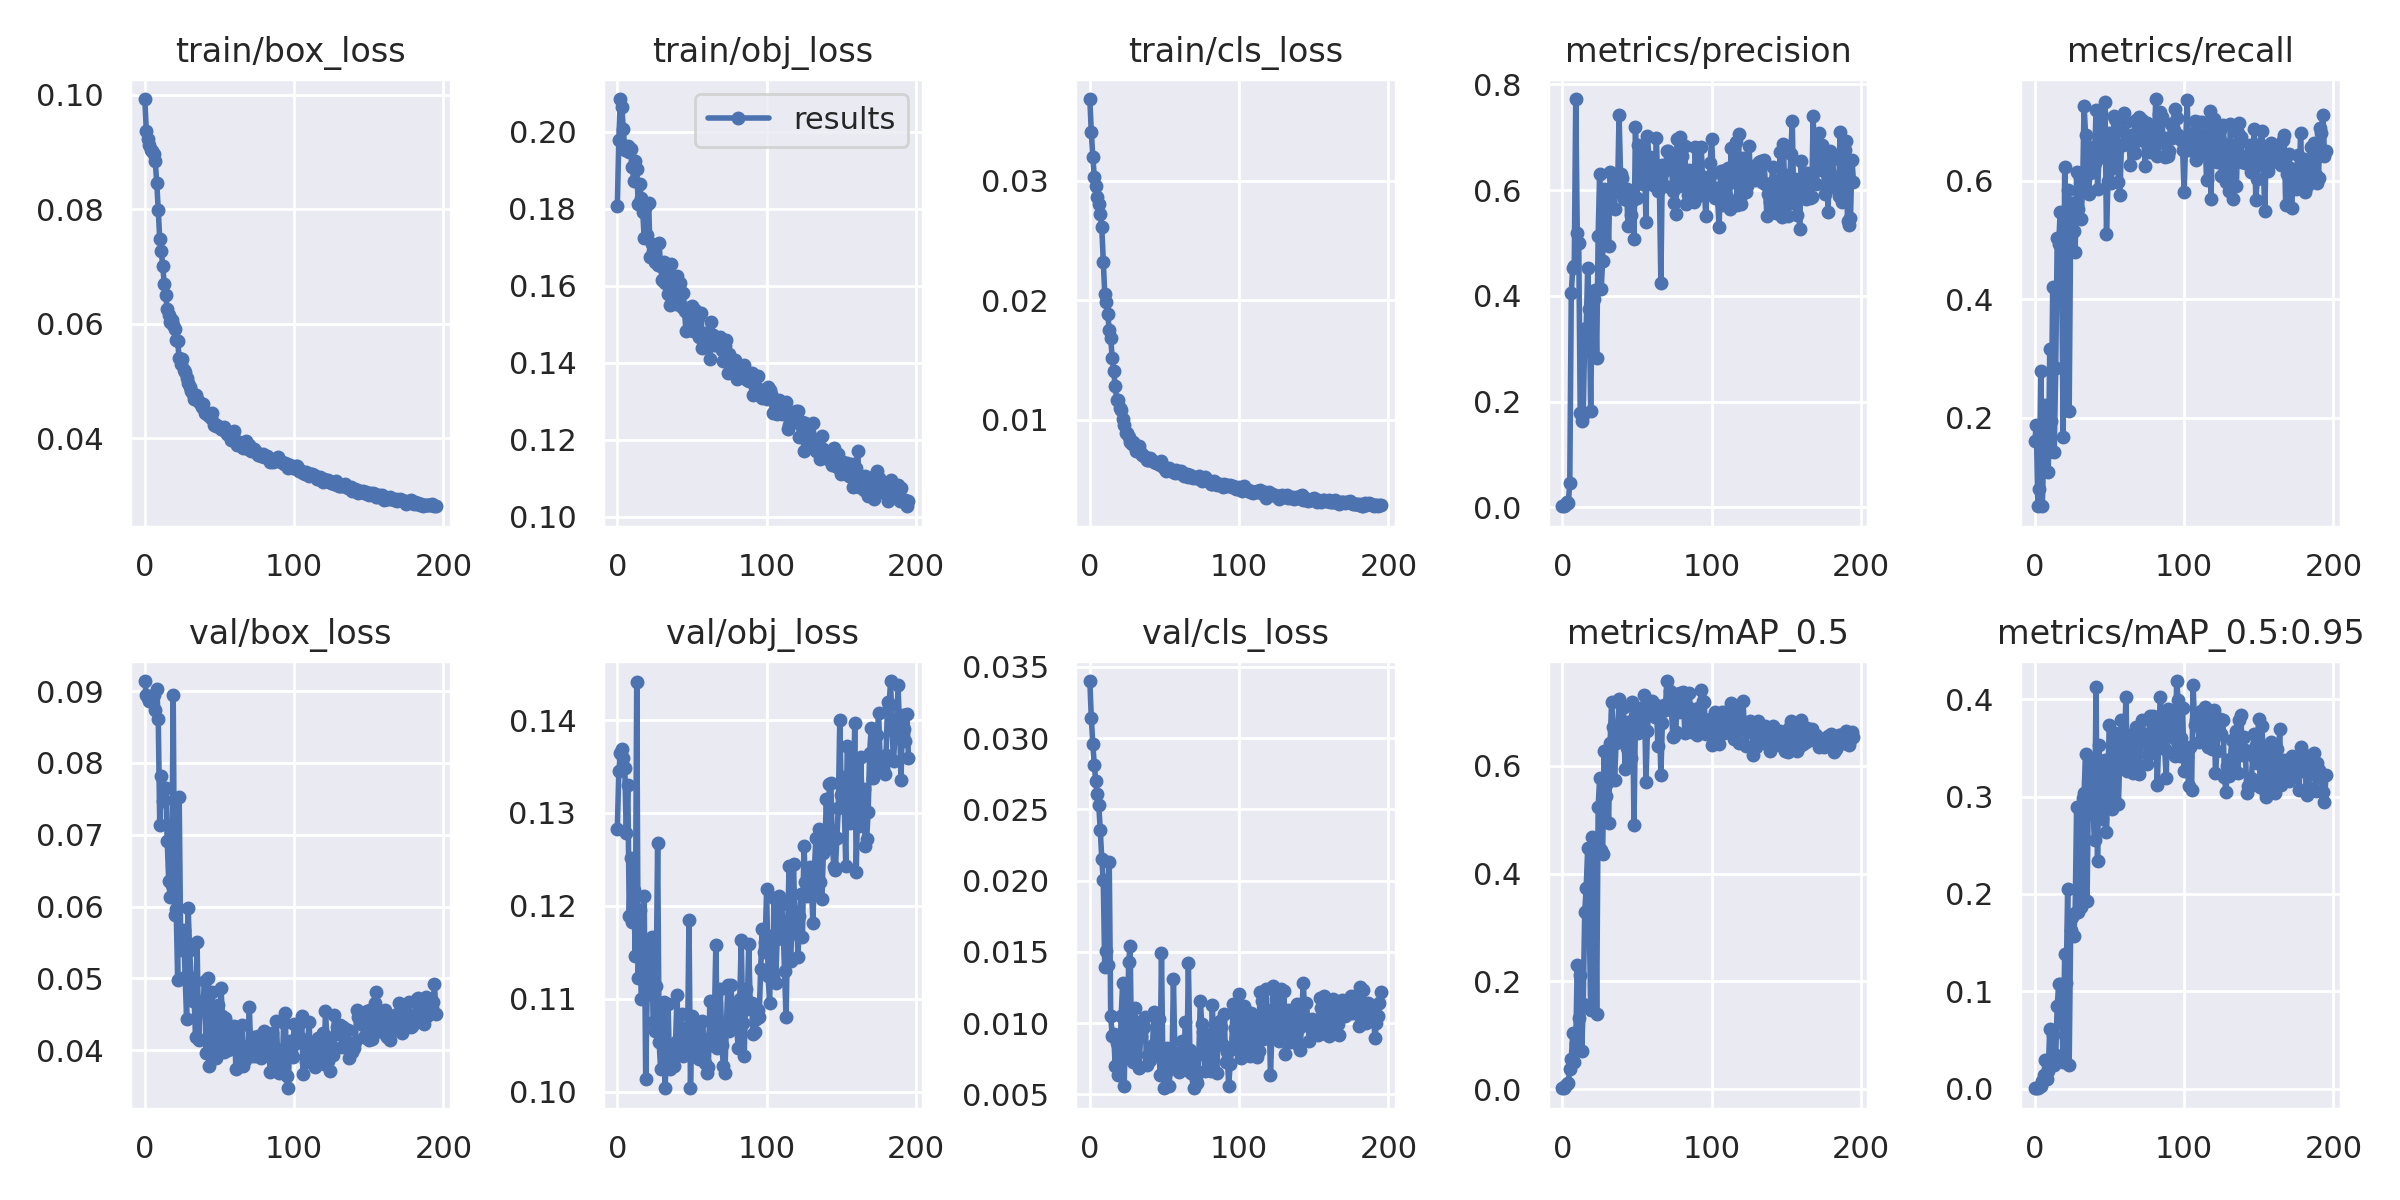 train/box_loss
0.10
0.08
0.06
0.04
0 100 200
train/obj_loss
results
0.20
0.18
0.16
0.14
0.12
0.10
0 100 200
train/cls_loss
0.03
0.02
0.01
0 100 200
metrics/precision
0.8
0.6
0.4
0.2
0.0
0 100 200
metrics/recall
0.6
0.4
0.2
0 100 200
val/box_loss
0.09
0.08
0.07
0.06
0.05
0.04
0 100 200
val/obj_loss
0.14
0.13
0.12
0.11
0.10
0 100 200
val/cls_loss
0.035
0.030
0.025
0.020
0.015
0.010
0.005
0 100 200
metrics/mAP_0.5
0.6
0.4
0.2
0.0
0 100 200
metrics/mAP_0.5:0.95
0.4
0.3
0.2
0.1
0.0
0 100 200